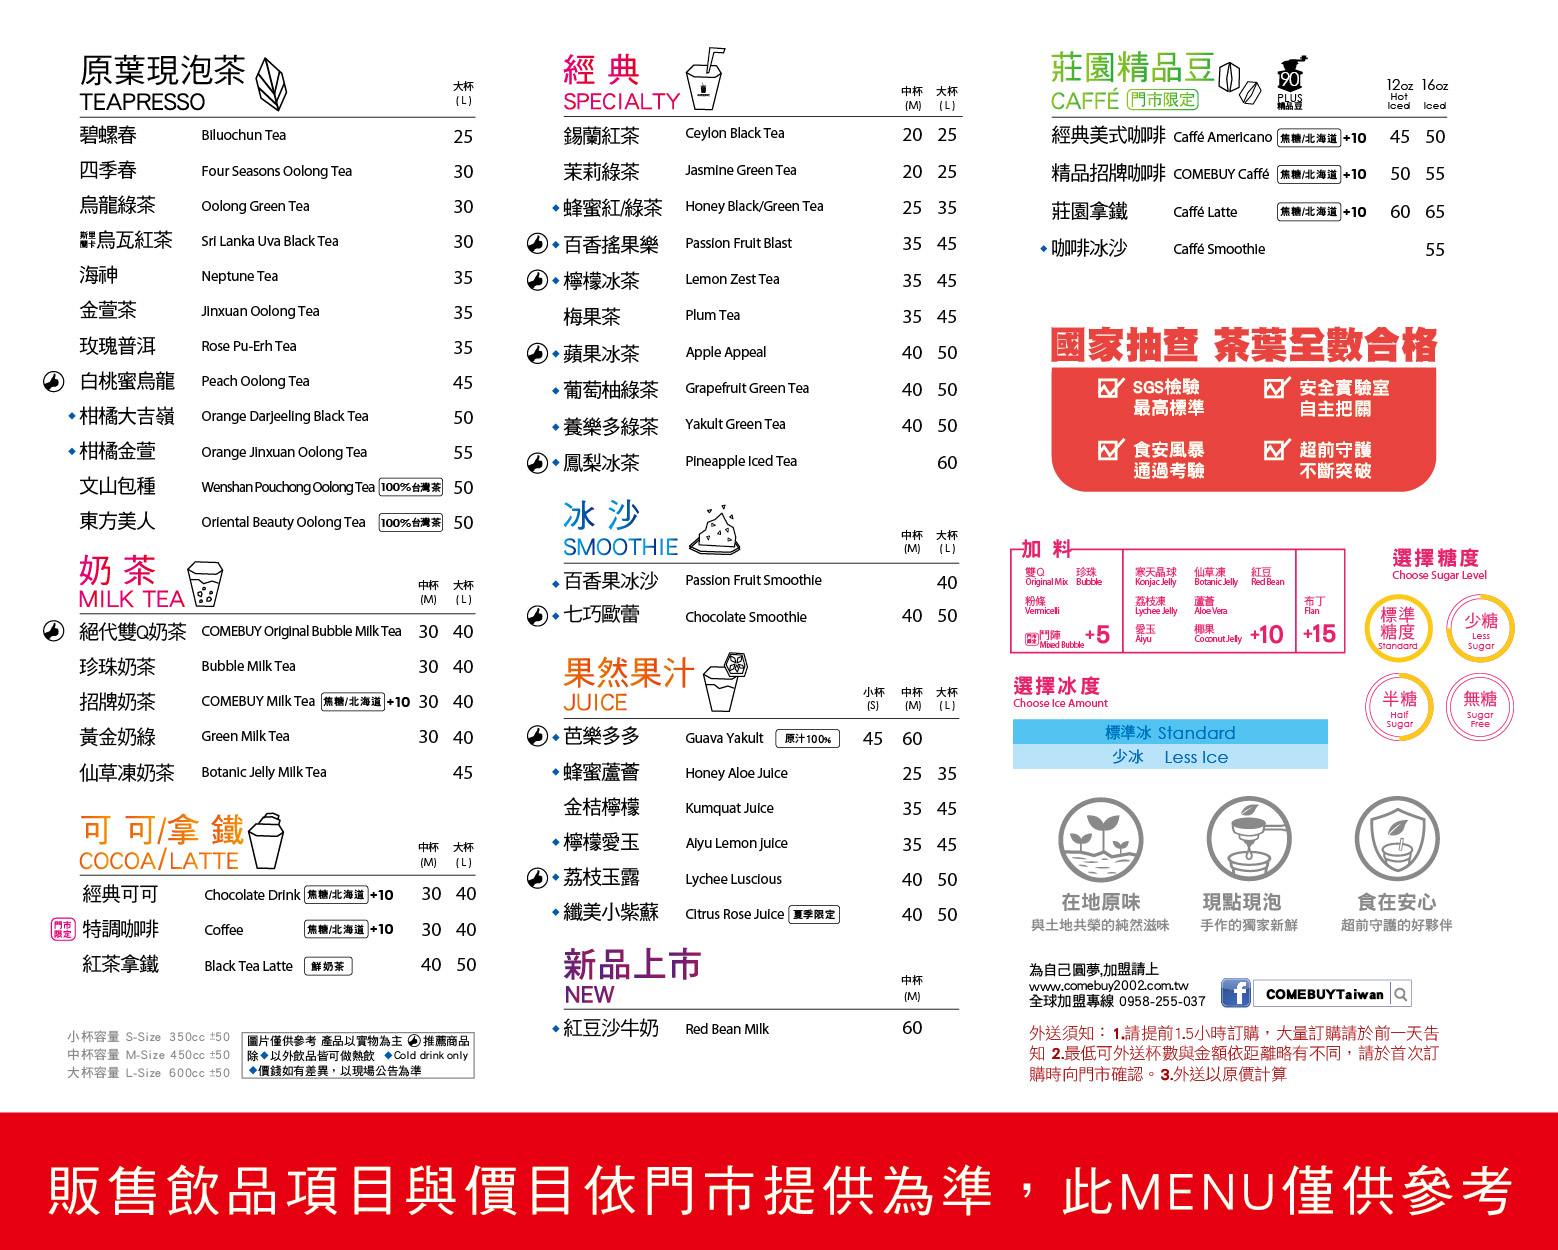 原葉現泡茶
TEAPRESSO
大杯
(L)
碧螺春 Biluochun Tea 25
四季春 Four Seasons Oolong Tea 30
烏龍綠茶 Oolong Green Tea 30
斯里蘭卡烏瓦紅茶 Sri Lanka Uva Black Tea 30
海神 Neptune Tea 35
金萱茶 Jinxuan Oolong Tea 35
玫瑰普洱 Rose Pu-Erh Tea 35
白桃蜜烏龍 Peach Oolong Tea 45
◆柑橘大吉嶺 Orange Darjeeling Black Tea 50
◆柑橘金萱 Orange Jinxuan Oolong Tea 55
文山包種 Wenshan Pouchong Oolong Tea 100%台灣茶 50
東方美人 Oriental Beauty Oolong Tea 100%台灣茶 50
奶 茶
MILK TEA
中杯 大杯
(M) (L)
絕代雙Q奶茶 COMEBUY Original Bubble Milk Tea 30 40
珍珠奶茶 Bubble Milk Tea 30 40
招牌奶茶 COMEBUY Milk Tea 焦糖/北海道+10 30 40
黃金奶綠 Green Milk Tea 30 40
仙草凍奶茶 Botanic Jelly Milk Tea 45
可 可/拿 鐵
COCOA/LATTE
中杯 大杯
(M) (L)
經典可可 Chocolate Drink 焦糖/北海道+10 30 40
門市限定 特調咖啡 Coffee 焦糖/北海道+10 30 40
紅茶拿鐵 Black Tea Latte 鮮奶茶 40 50
小杯容量 S-Size 350cc ±50
中杯容量 M-Size 450cc ±50
大杯容量 L-Size 600cc ±50
圖片僅供參考 產品以實物為主 推薦商品
除◆以外飲品皆可做熱飲 ◆Cold drink only
◆價錢如有差異，以現場公告為準
經 典
SPECIALTY
中杯 大杯
(M) (L)
錫蘭紅茶 Ceylon Black Tea 20 25
茉莉綠茶 Jasmine Green Tea 20 25
◆蜂蜜紅/綠茶 Honey Black/Green Tea 25 35
◆百香搖果樂 Passion Fruit Blast 35 45
◆檸檬冰茶 Lemon Zest Tea 35 45
梅果茶 Plum Tea 35 45
◆蘋果冰茶 Apple Appeal 40 50
◆葡萄柚綠茶 Grapefruit Green Tea 40 50
◆養樂多綠茶 Yakult Green Tea 40 50
◆鳳梨冰茶 Pineapple Iced Tea 60
冰 沙
SMOOTHIE
中杯 大杯
(M) (L)
◆百香果冰沙 Passion Fruit Smoothie 40
◆七巧歐蕾 Chocolate Smoothie 40 50
果然果汁
JUICE
小杯 中杯 大杯
(S) (M) (L)
◆芭樂多多 Guava Yakult 原汁100% 45 60
◆蜂蜜蘆薈 Honey Aloe Juice 25 35
金桔檸檬 Kumquat Juice 35 45
◆檸檬愛玉 Aiyu Lemon Juice 35 45
◆荔枝玉露 Lychee Luscious 40 50
◆纖美小紫蘇 Citrus Rose Juice 夏季限定 40 50
新品上市
NEW
中杯
(M)
◆紅豆沙牛奶 Red Bean Milk 60
莊園精品豆
CAFFÉ 門市限定
90
PLUS
精品豆
12oz 16oz
Hot
Iced Iced
經典美式咖啡 Caffé Americano 焦糖/北海道+10 45 50
精品招牌咖啡 COMEBUY Caffé 焦糖/北海道+10 50 55
莊園拿鐵 Caffé Latte 焦糖/北海道+10 60 65
◆咖啡冰沙 Caffé Smoothie 55
國家抽查 茶葉全數合格
SGS檢驗
最高標準
安全實驗室
自主把關
食安風暴
通過考驗
超前守護
不斷突破
加 料
雙Q 珍珠
Original Mix Bubble
粉條
Vermicelli
門陣
Mixed Bubble
+5
寒天晶球 仙草凍 紅豆
Konjac Jelly Botanic Jelly Red Bean
荔枝凍 蘆薈
Lychee Jelly Aloe Vera
愛玉 椰果
Aiyu Coconut Jelly
+10
布丁
Flan
+15
選擇糖度
Choose Sugar Level
標準
糖度
Standard
少糖
Less
Sugar
半糖
Half
Sugar
無糖
Sugar
Free
選擇冰度
Choose Ice Amount
標準冰 Standard
少冰 Less Ice
在地原味
與土地共榮的純然滋味
現點現泡
手作的獨家新鮮
食在安心
超前守護的好夥伴
為自己圓夢,加盟請上
www.comebuy2002.com.tw
全球加盟專線 0958-255-037
f COMEBUYTaiwan
外送須知：1.請提前1.5小時訂購，大量訂購請於前一天告
知 2.最低可外送杯數與金額依距離略有不同，請於首次訂
購時向門市確認。3.外送以原價計算
販售飲品項目與價目依門市提供為準，此MENU僅供參考